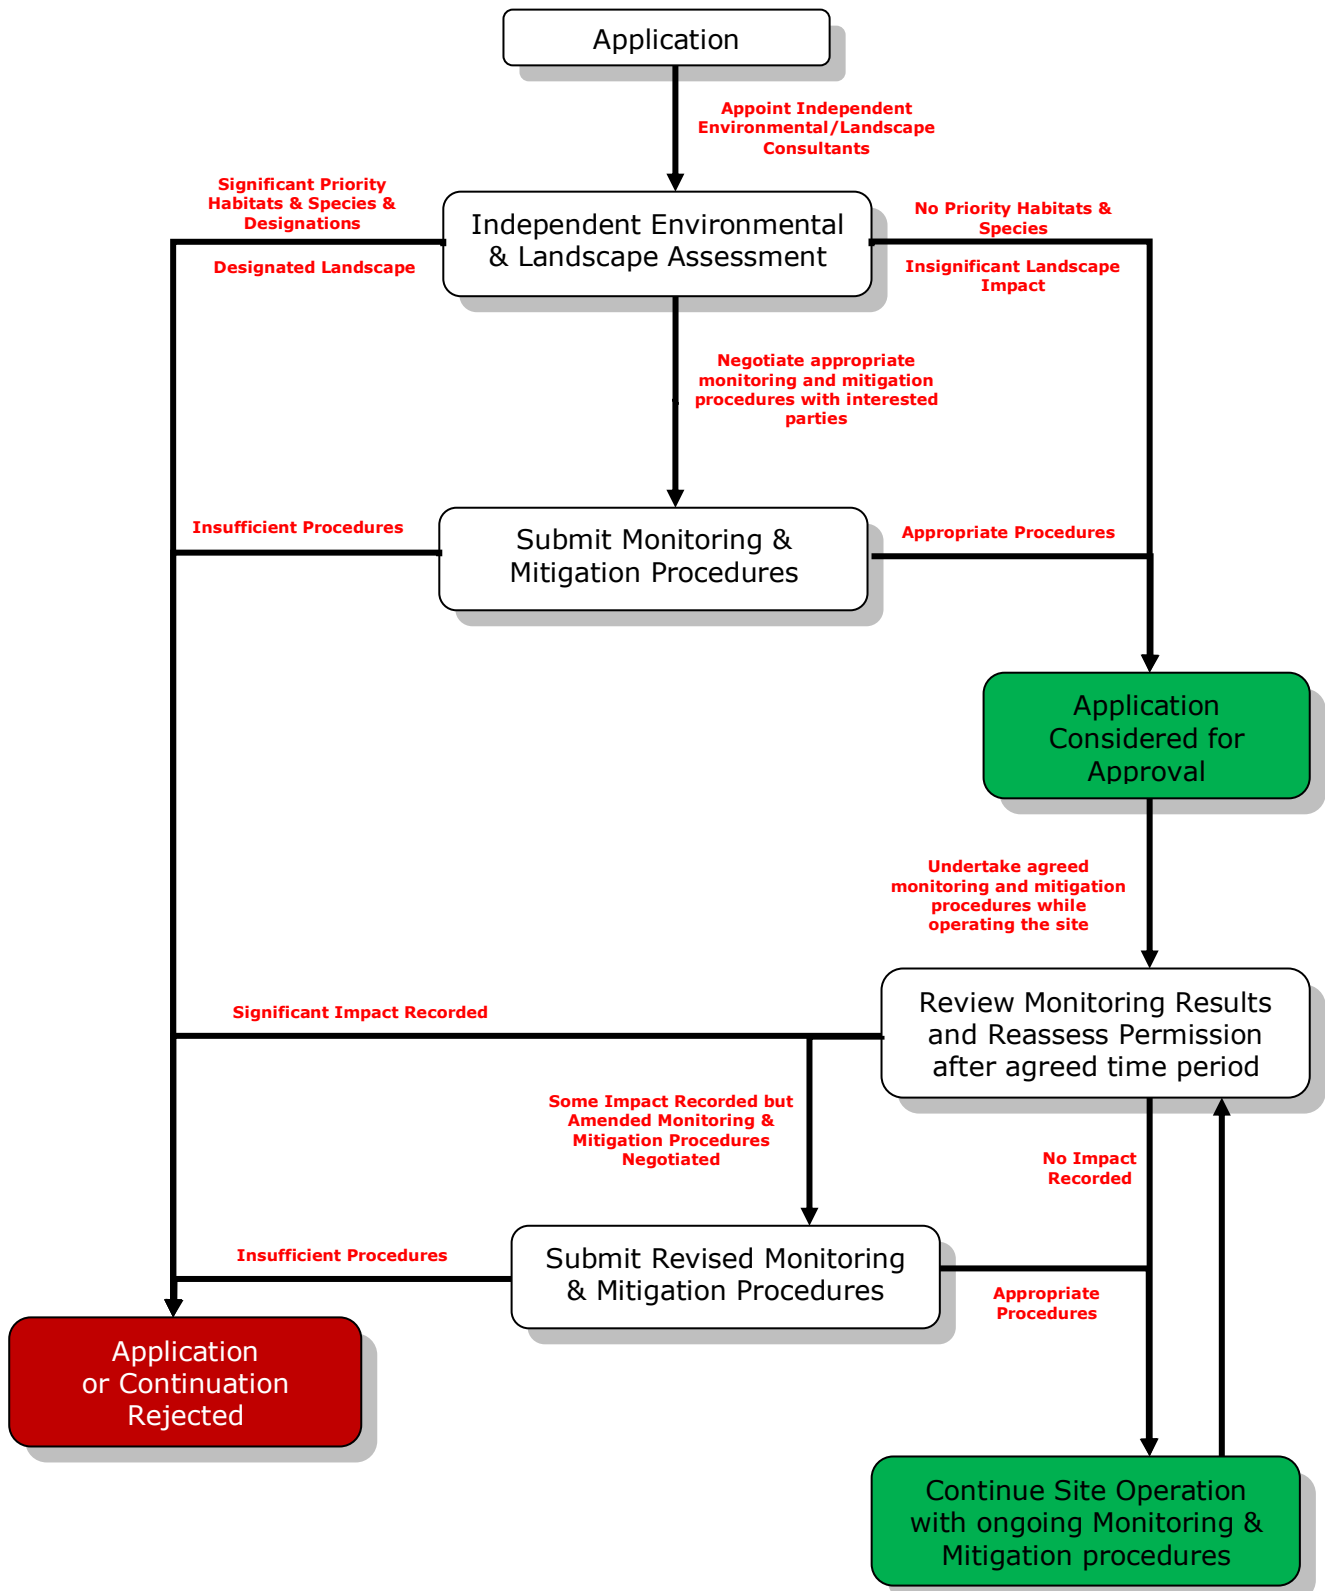 Application
Appoint Independent
Environmental/Landscape
Consultants
Significant Priority
Habitats & Species &
Designations
Designated Landscape
Independent Environmental
& Landscape Assessment
No Priority Habitats &
Species
Insignificant Landscape
Impact
Negotiate appropriate
monitoring and mitigation
procedures with interested
parties
Insufficient Procedures
Submit Monitoring &
Mitigation Procedures
Appropriate Procedures
Application
Considered for
Approval
Undertake agreed
monitoring and mitigation
procedures while
operating the site
Significant Impact Recorded
Review Monitoring Results
and Reassess Permission
after agreed time period
Some Impact Recorded but
Amended Monitoring &
Mitigation Procedures
Negotiated
No Impact
Recorded
Insufficient Procedures
Submit Revised Monitoring
& Mitigation Procedures
Appropriate
Procedures
Application
or Continuation
Rejected
Continue Site Operation
with ongoing Monitoring &
Mitigation procedures